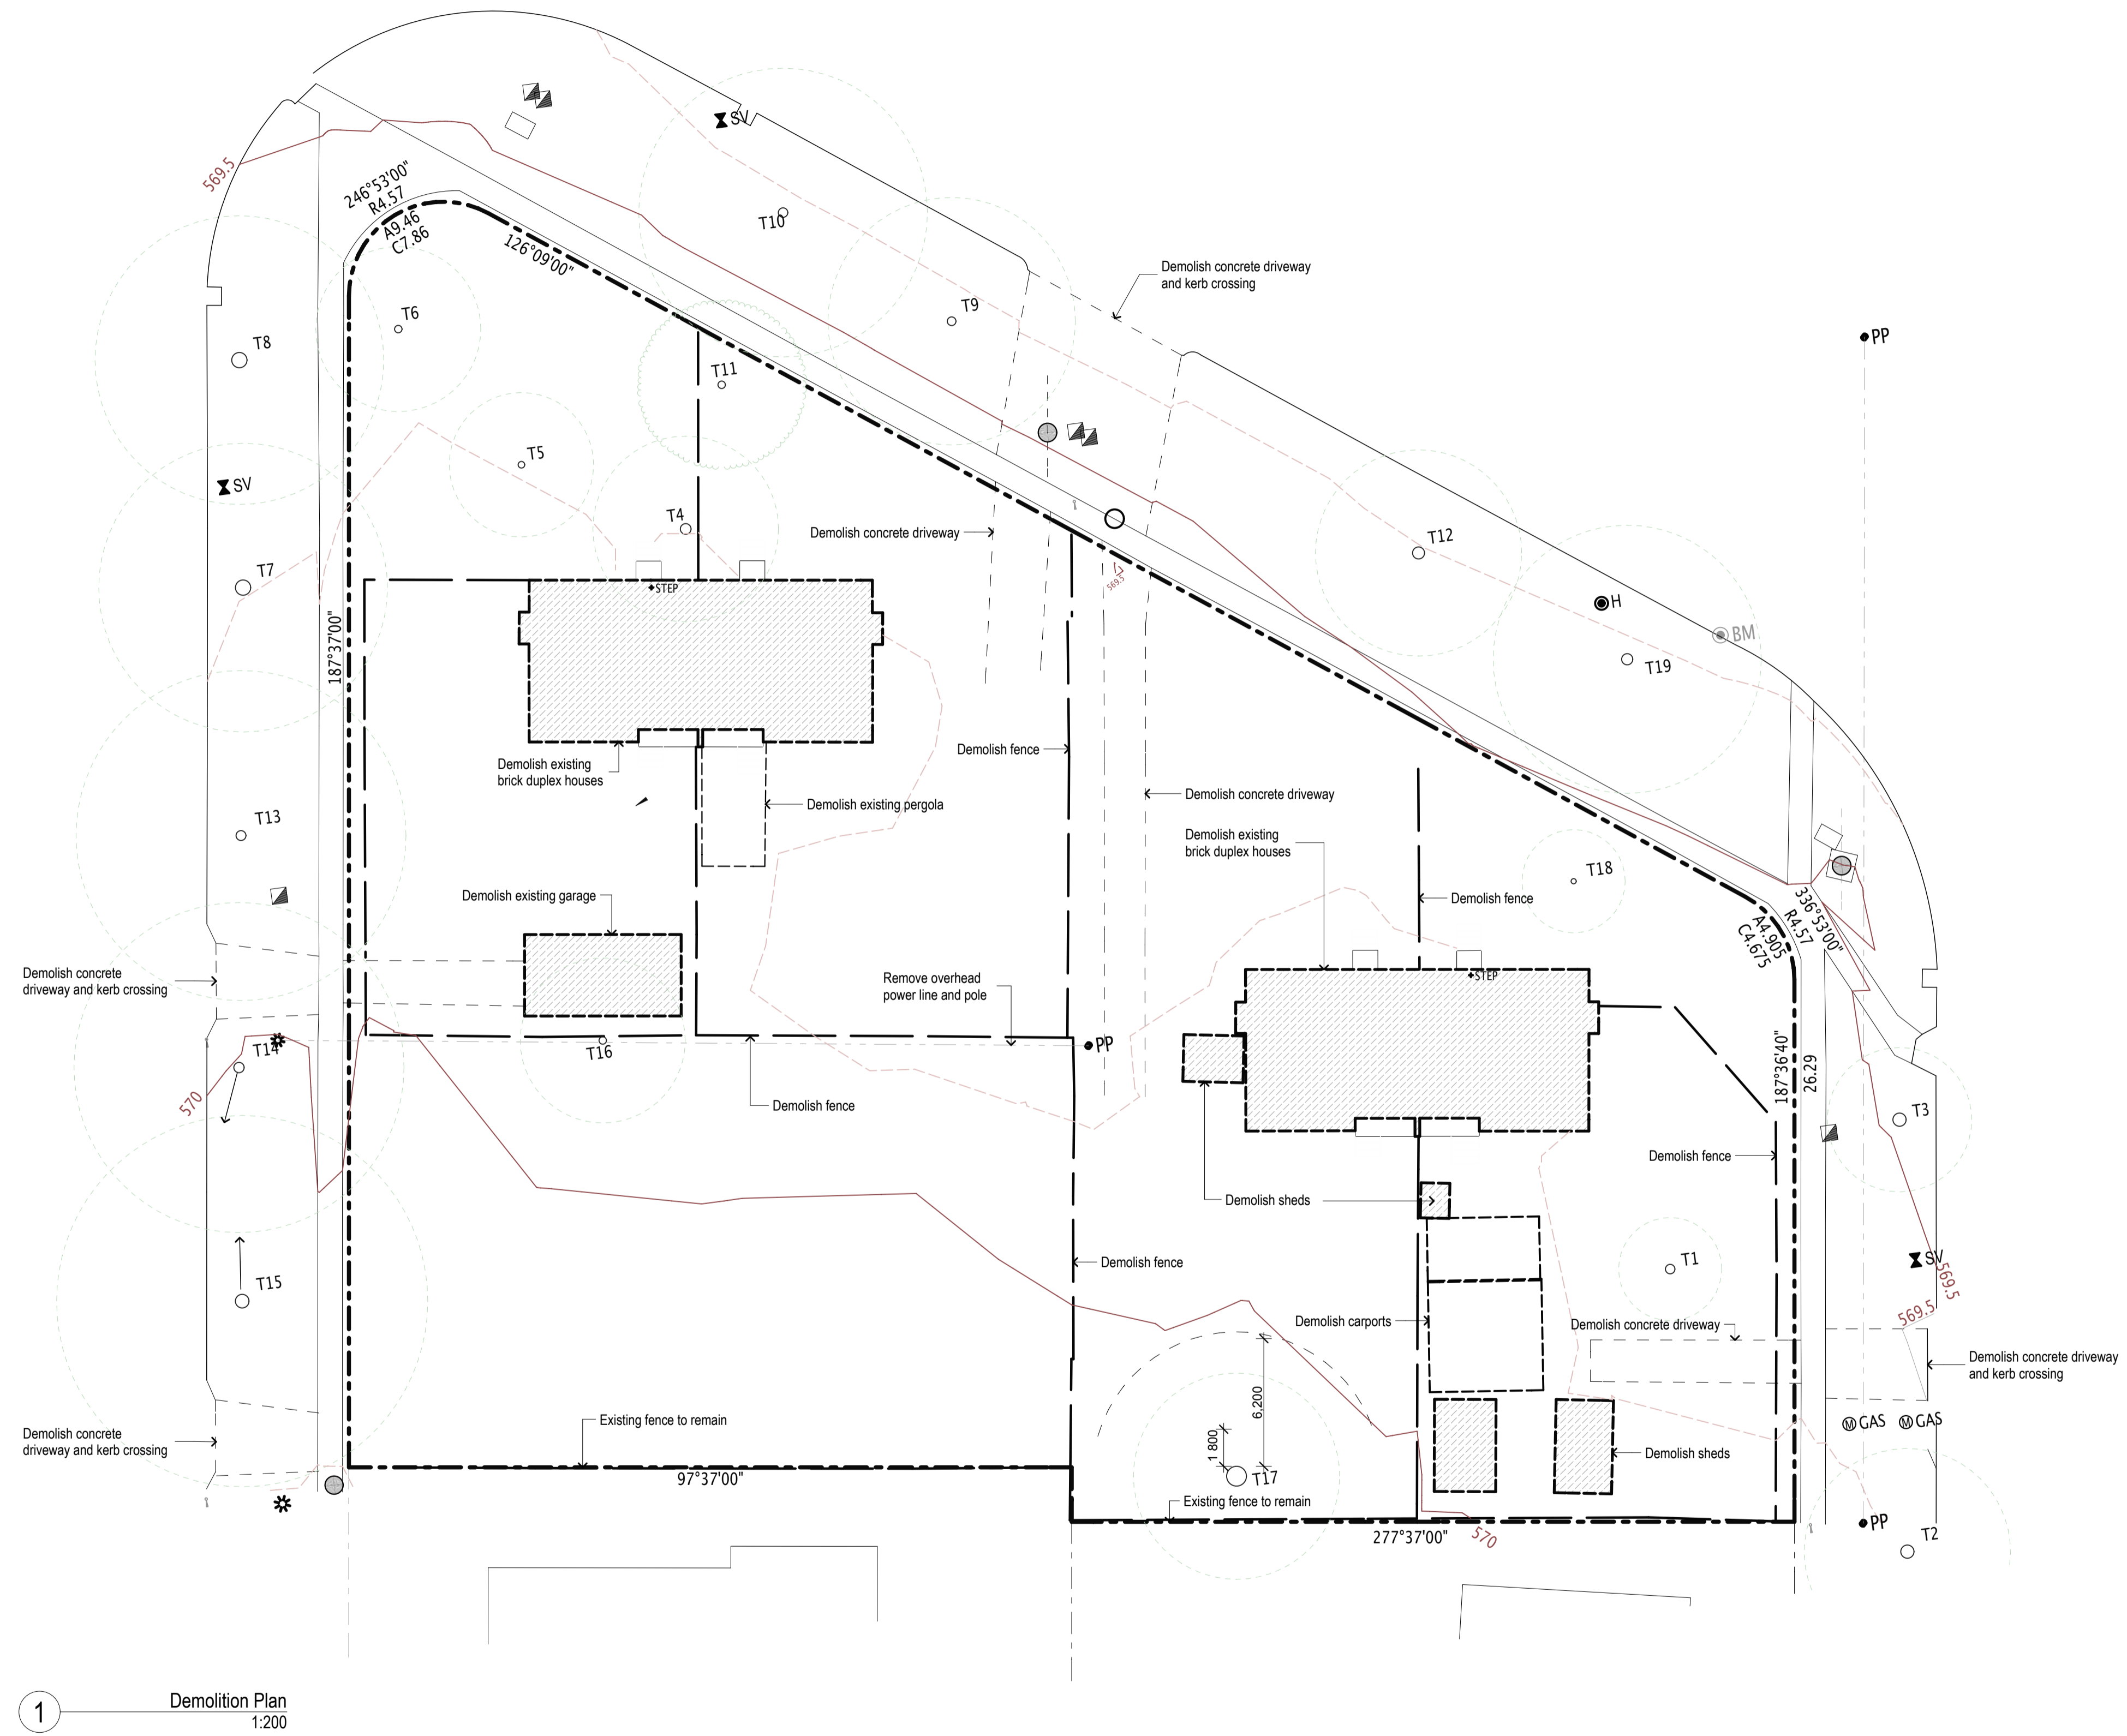 SV
569.5
246°53'00"
R4.57
A9.46
C7.86
126°09'00"
T10
Demolish concrete driveway
and kerb crossing
T6
T9
PP
T8
T11
T5
SV
T4
Demolish concrete driveway
T12
T7
STEP
569.5
H
BM
T19
187°37'00"
Demolish fence
Demolish existing
brick duplex houses
Demolish existing pergola
Demolish concrete driveway
T13
Demolish existing
brick duplex houses
T18
Demolish existing garage
Demolish fence
336°53'00"
R4.57
A4.905
C4.675
Demolish concrete
driveway and kerb crossing
Remove overhead
power line and pole
STEP
T14
T16
PP
187°36'40"
26.29
570
Demolish fence
T3
Demolish fence
Demolish sheds
T15
Demolish fence
T1
SV
569.5
569.5
Demolish carports
Demolish concrete driveway
Demolish concrete driveway
and kerb crossing
6,200
1 800
Existing fence to remain
M GAS
M GAS
Demolish concrete
driveway and kerb crossing
Demolish sheds
97°37'00"
T17
Existing fence to remain
277°37'00"
570
PP
T2
1
Demolition Plan
1:200